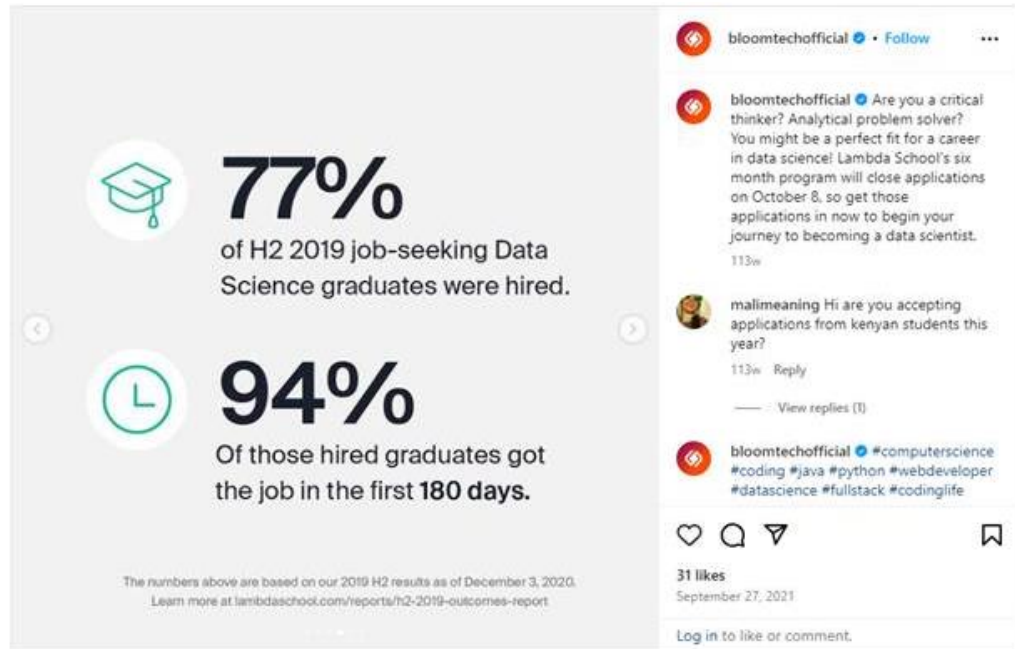 77%
of H2 2019 job-seeking Data
Science graduates were hired.
94%
Of those hired graduates got
the job in the first 180 days.
The numbers above are based on our 2019 H2 results as of December 3, 2020.
Learn more at lambdaschool.com/reports/h2-2019-outcomes-report
bloomtechofficial • Follow
bloomtechofficial Are you a critical
thinker? Analytical problem solver?
You might be a perfect fit for a career
in data science! Lambda School's six
month program will close applications
on October 8, so get those
applications in now to begin your
journey to becoming a data scientist.
113w
malimeaning Hi are you accepting
applications from kenyan students this
year?
113w Reply
View replies (1)
bloomtechofficial #computerscience
#coding #java #python #webdeveloper
#datascience #fullstack #codinglife
31 likes
September 27, 2021
Log in to like or comment.